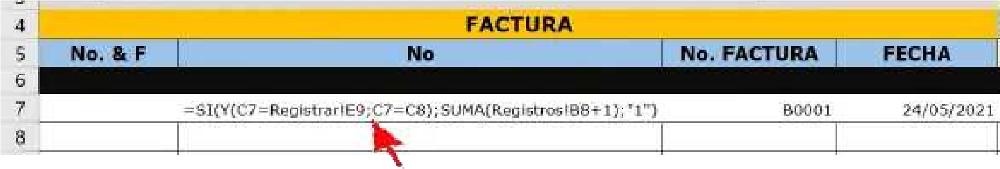 4 FACTURA
5 No. & F No No. FACTURA FECHA
6
7 =SI(Y(C7=Registrar!E9;C7=C8);SUMA(Registros!B8+1);"1") B0001 24/05/2021
8